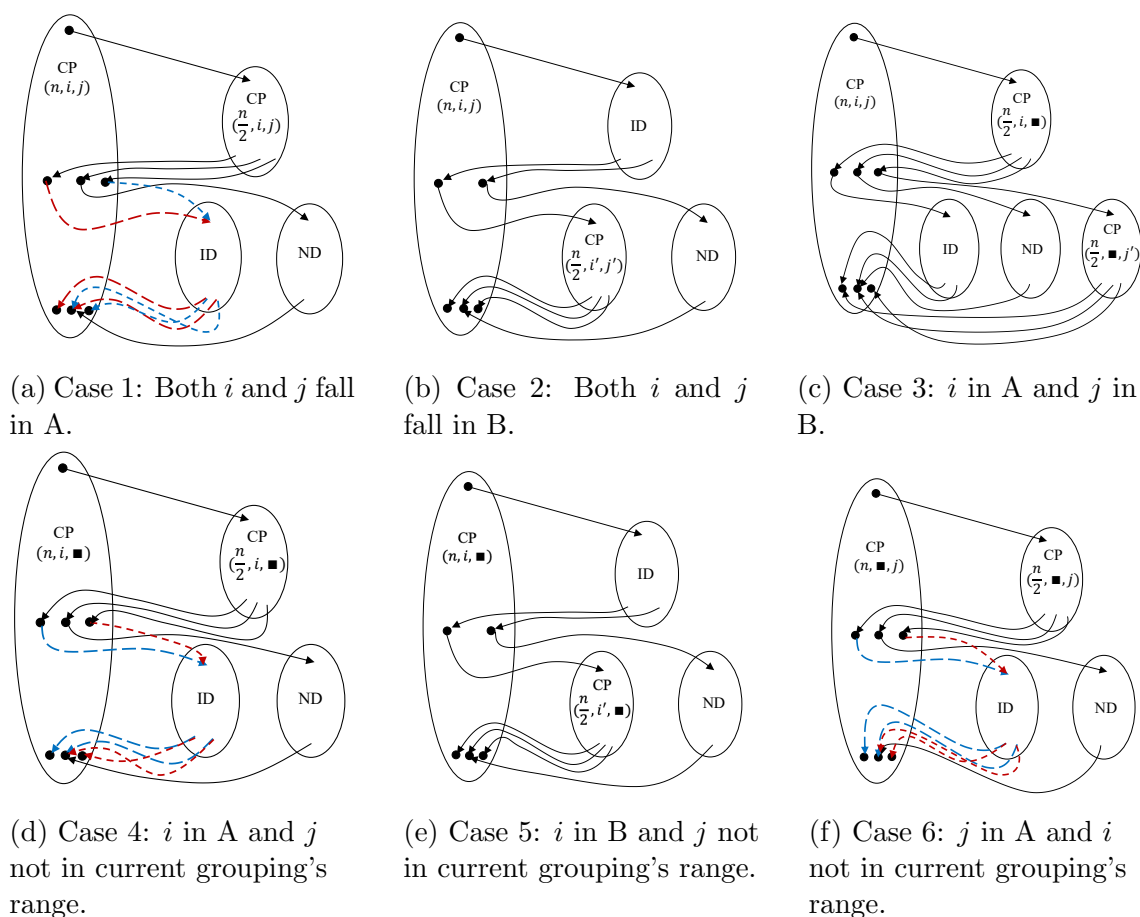 CP
(n, i, j)
CP
(n/2, i, j)
ID
ND
CP
(n, i, j)
ID
CP
(n/2, i′, j′)
ND
CP
(n, i, j)
CP
(n/2, i, ■)
ID
ND
CP
(n/2, ■, j′)
(a) Case 1: Both i and j fall
in A.
(b) Case 2: Both i and j
fall in B.
(c) Case 3: i in A and j in
B.
CP
(n, i, ■)
CP
(n/2, i, ■)
ID
ND
CP
(n, i, ■)
ID
CP
(n/2, i′, ■)
ND
CP
(n, ■, j)
CP
(n/2, ■, j)
ID
ND
(d) Case 4: i in A and j
not in current grouping's
range.
(e) Case 5: i in B and j not
in current grouping's range.
(f) Case 6: j in A and i
not in current grouping's
range.